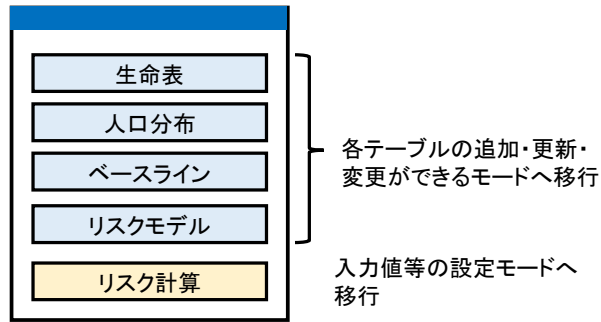 生命表
人口分布
ベースライン
リスクモデル
リスク計算
各テーブルの追加・更新・
変更ができるモードへ移行
入力値等の設定モードへ
移行